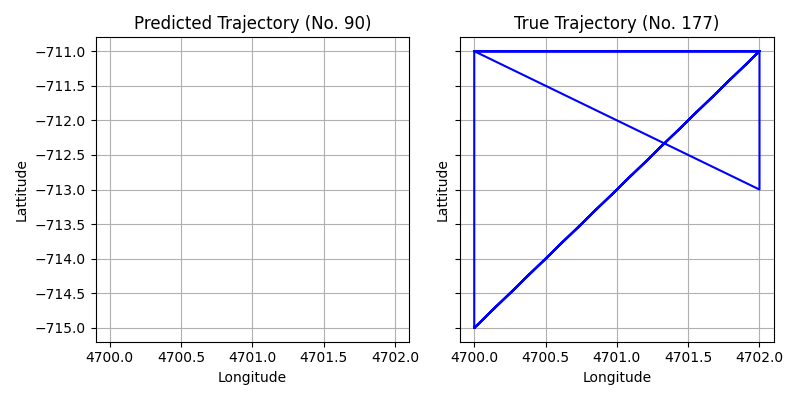 Predicted Trajectory (No. 90)
True Trajectory (No. 177)
−711.0
−711.5
−712.0
−712.5
−713.0
−713.5
−714.0
−714.5
−715.0
Lattitude
Lattitude
4700.0 4700.5 4701.0 4701.5 4702.0
4700.0 4700.5 4701.0 4701.5 4702.0
Longitude
Longitude